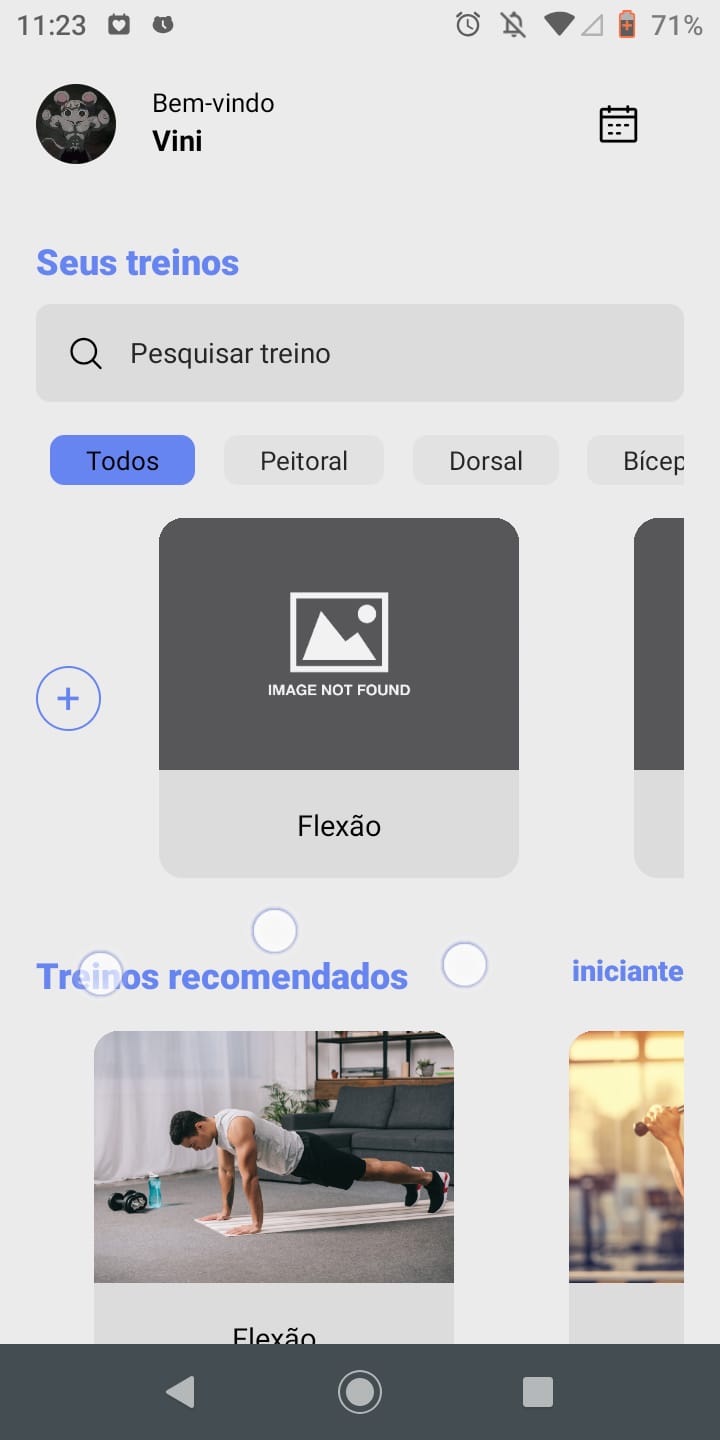 11:23
71%
Bem-vindo
Vini
Seus treinos
Pesquisar treino
Todos Peitoral Dorsal Bícep
IMAGE NOT FOUND
Flexão
Treinos recomendados iniciante
Flexão